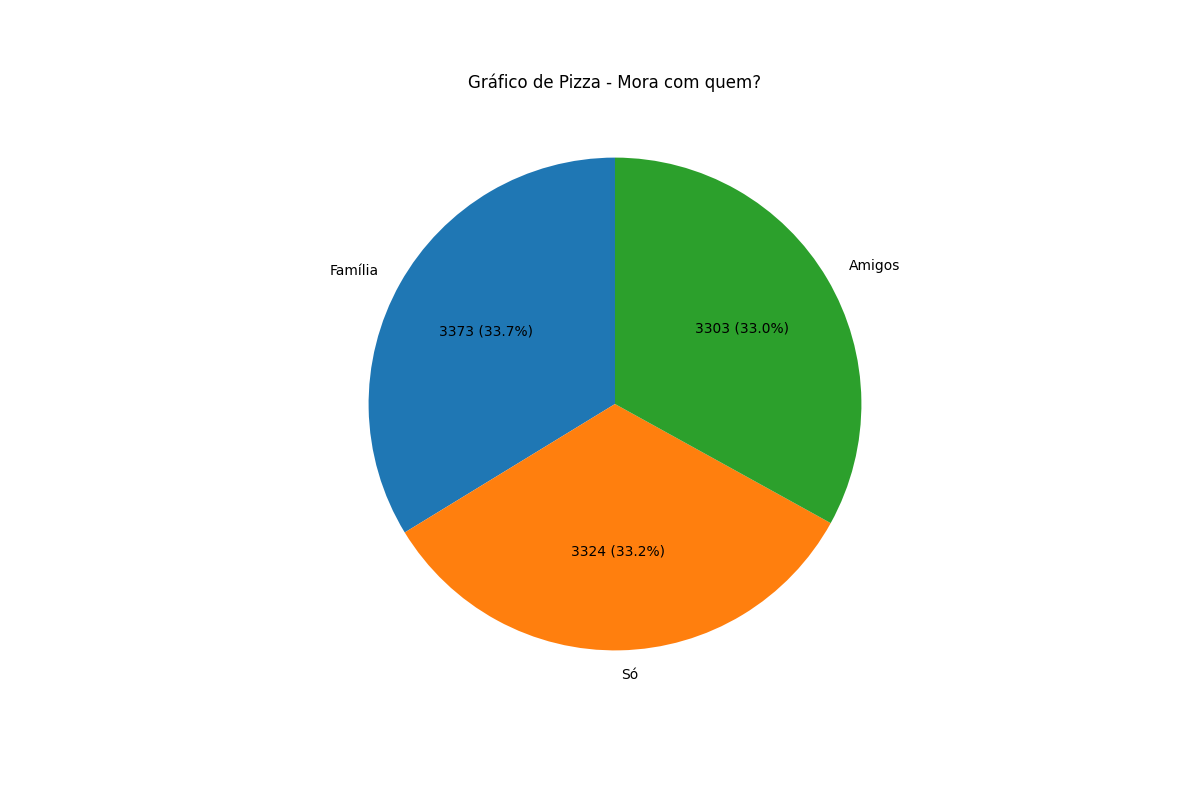 Gráfico de Pizza - Mora com quem?
Amigos
Família
3303 (33.0%)
3373 (33.7%)
3324 (33.2%)
Só